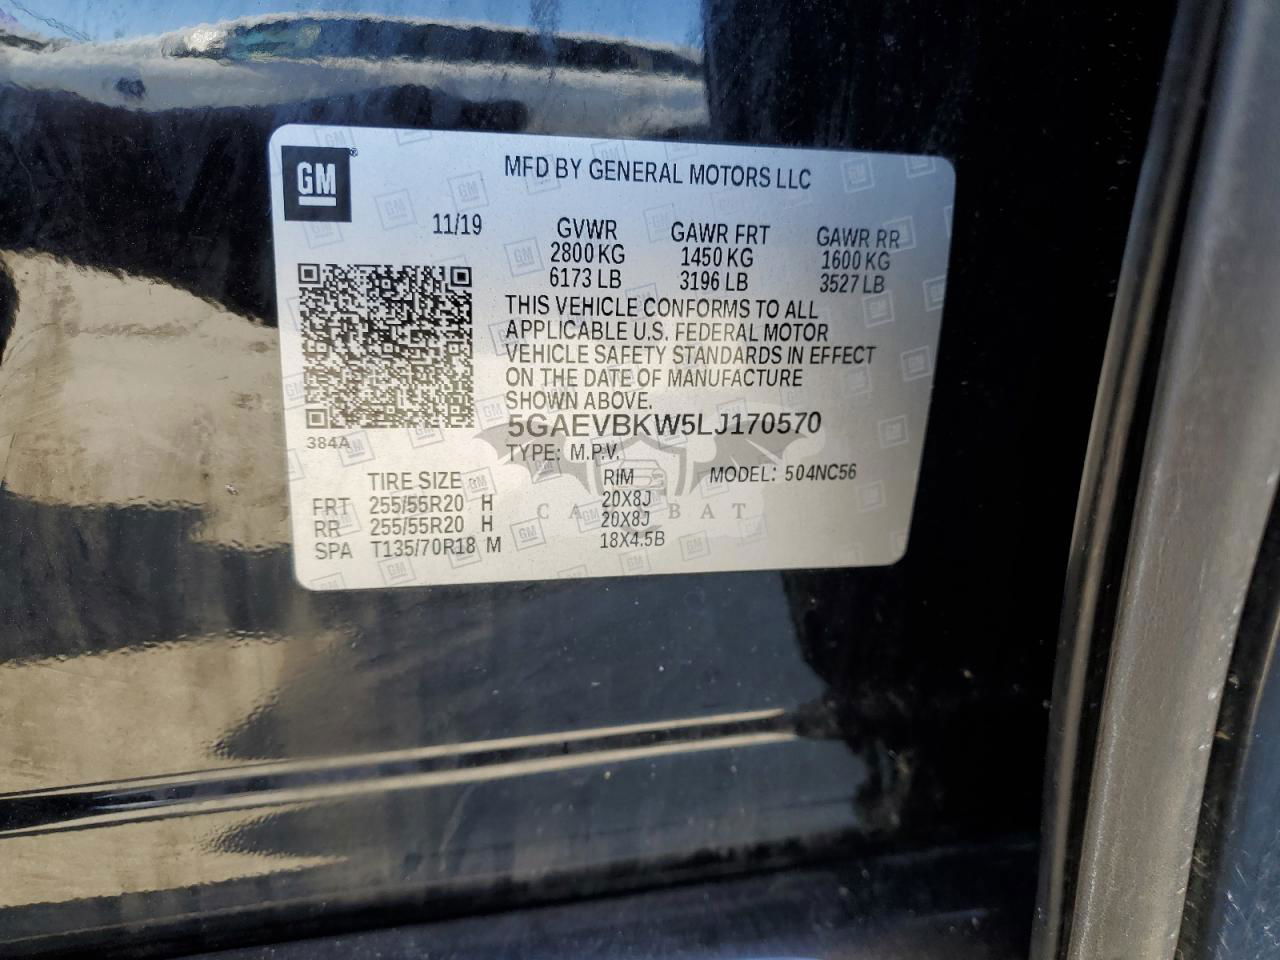 GM®
MFD BY GENERAL MOTORS LLC
11/19 GVWR GAWR FRT GAWR RR
2800 KG 1450 KG 1600 KG
6173 LB 3196 LB 3527 LB
THIS VEHICLE CONFORMS TO ALL
APPLICABLE U.S. FEDERAL MOTOR
VEHICLE SAFETY STANDARDS IN EFFECT
ON THE DATE OF MANUFACTURE
SHOWN ABOVE.
5GAEVBKW5LJ170570
384A
TYPE: M.P.V.
TIRE SIZE RIM MODEL: 504NC56
FRT 255/55R20 H 20X8J
RR 255/55R20 H 20X8J
SPA T135/70R18 M 18X4.5B
CARBAT